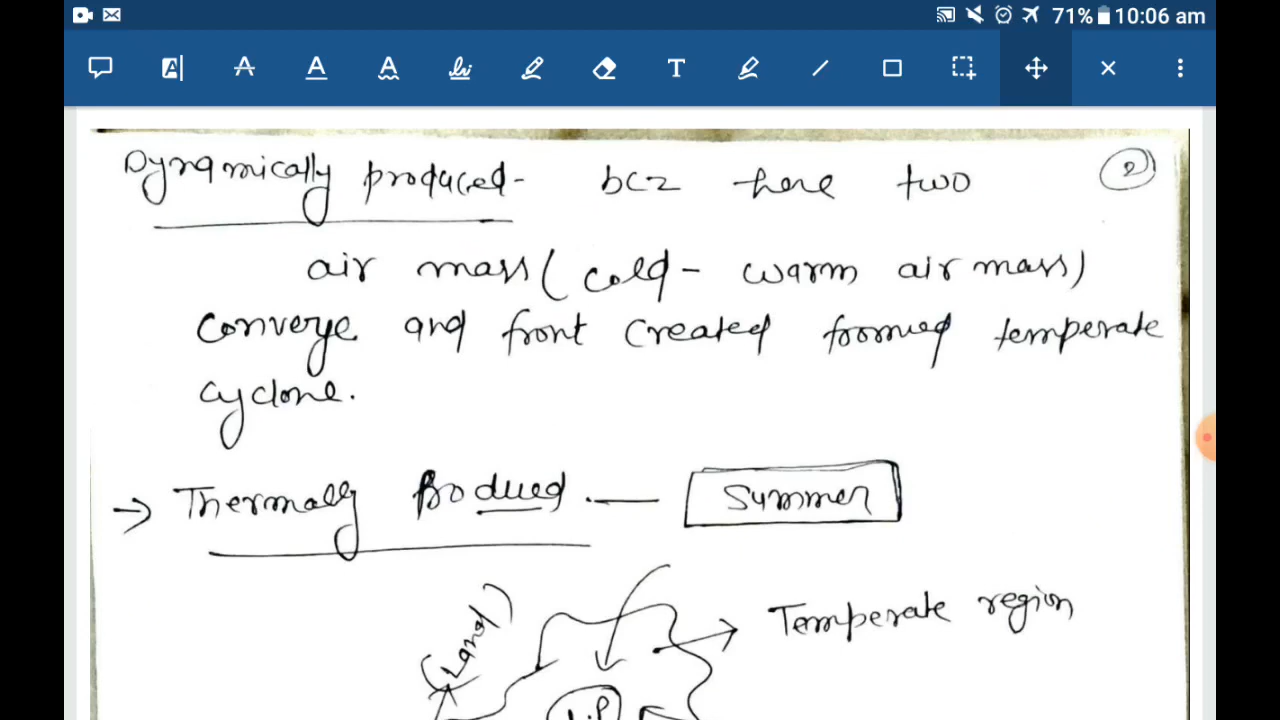 71% 10:06 am
Dynamically produced- bcz here two
2
air mass (cold - warm air mass)
converge and front created formed temperate
cyclone.
→ Thermally Produced. — Summer
(Land)
Temperate region
L.P